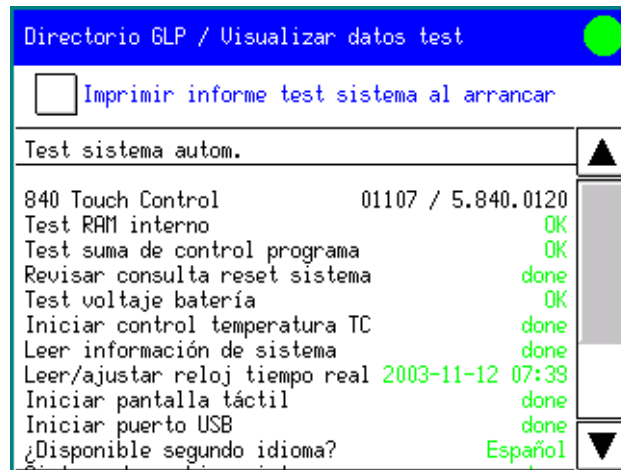 Directorio GLP / Visualizar datos test
Imprimir informe test sistema al arrancar
Test sistema autom.
840 Touch Control 01107 / 5.840.0120
Test RAM interno OK
Test suma de control programa OK
Revisar consulta reset sistema done
Test voltaje batería OK
Iniciar control temperatura TC done
Leer información de sistema done
Leer/ajustar reloj tiempo real 2003-11-12 07:39
Iniciar pantalla táctil done
Iniciar puerto USB done
¿Disponible segundo idioma? Español